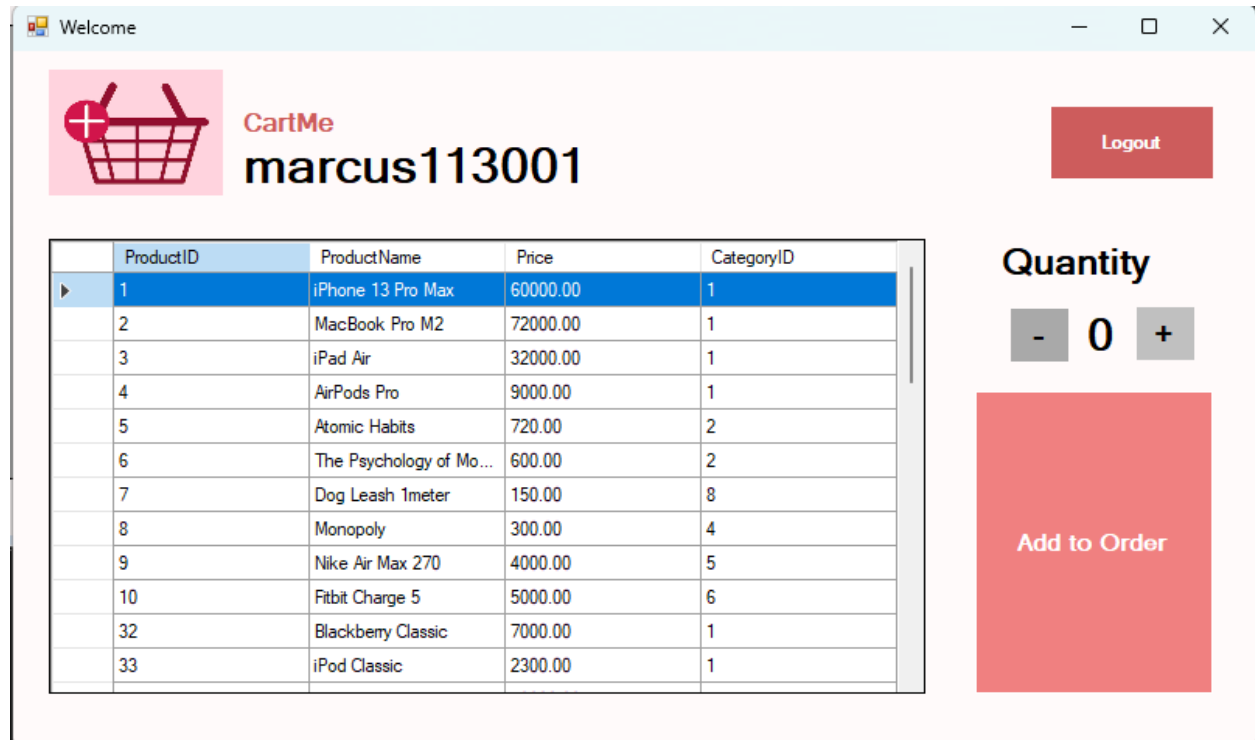 Welcome
CartMe
marcus113001
Logout
ProductID ProductName Price CategoryID
1 iPhone 13 Pro Max 60000.00 1
2 MacBook Pro M2 72000.00 1
3 iPad Air 32000.00 1
4 AirPods Pro 9000.00 1
5 Atomic Habits 720.00 2
6 The Psychology of Mo... 600.00 2
7 Dog Leash 1meter 150.00 8
8 Monopoly 300.00 4
9 Nike Air Max 270 4000.00 5
10 Fitbit Charge 5 5000.00 6
32 Blackberry Classic 7000.00 1
33 iPod Classic 2300.00 1
Quantity
- 0 +
Add to Order